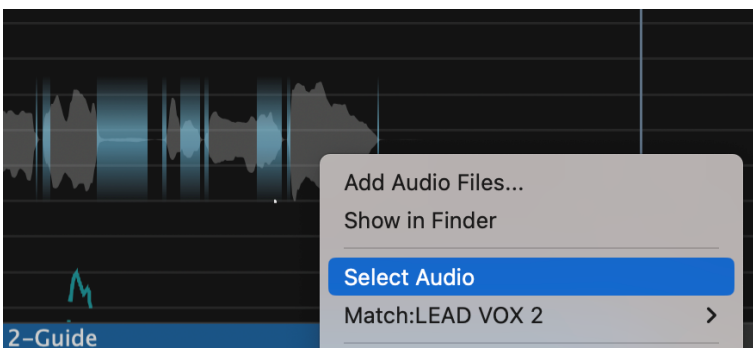 Add Audio Files...
Show in Finder
Select Audio
Match:LEAD VOX 2
2-Guide